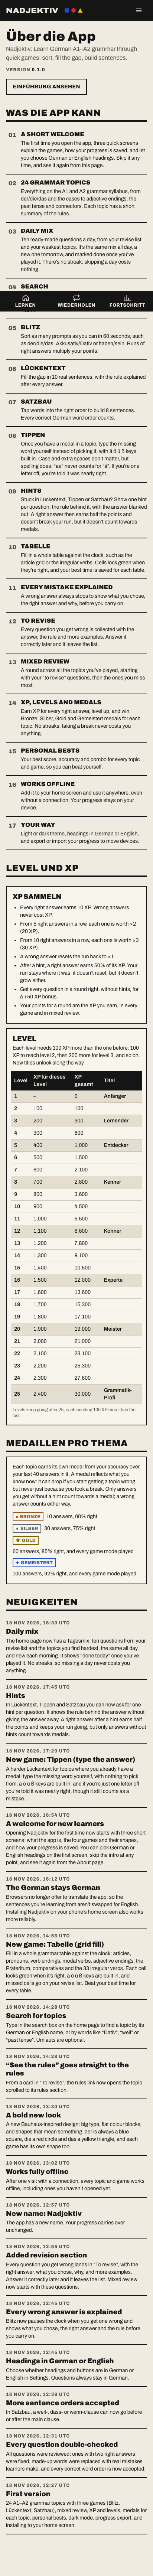 NADJEKTIV
Über die App
Nadjektiv: Learn German A1–A2 grammar through
quick games: sort, fill the gap, build sentences.
VERSION 0.1.0
EINFÜHRUNG ANSEHEN
WAS DIE APP KANN
01 A SHORT WELCOME
The first time you open the app, three quick screens
explain the games, how your progress is saved, and let
you choose German or English headings. Skip it any
time, and see it again from this page.
02 24 GRAMMAR TOPICS
Everything on the A1 and A2 grammar syllabus, from
der/die/das and the cases to adjective endings, the
past tense and connectors. Each topic has a short
summary of the rules.
03 DAILY MIX
Ten ready-made questions a day, from your revise list
and your weakest topics. It's the same mix all day, a
new one tomorrow, and marked done once you've
played it. There's no streak: skipping a day costs
nothing.
04 SEARCH
LERNEN
WIEDERHOLEN
FORTSCHRITT
05 BLITZ
Sort as many prompts as you can in 60 seconds, such
as der/die/das, Akkusativ/Dativ or haben/sein. Runs
of right answers multiply your points.
06 LÜCKENTEXT
Fill the gap in 10 real sentences, with the rule explained
after every answer.
07 SATZBAU
Tap words into the right order to build 8 sentences.
Every correct German word order counts.
08 TIPPEN
Once you have a medal in a topic, type the missing
word yourself instead of picking it, with ä ö ü ß keys
built in. Case and extra spaces don't matter, but
spelling does: “ae” never counts for “ä”. If you're one
letter off, you're told it was nearly right.
09 HINTS
Stuck in Lückentext, Tippen or Satzbau? Show one hint
per question: the rule behind it, with the answer blanked
out. A right answer then earns half the points and
doesn't break your run, but it doesn't count towards
medals.
10 TABELLE
Fill in a whole table against the clock, such as the
article grid or the irregular verbs. Cells lock green when
they're right, and your best time is saved for each table.
11 EVERY MISTAKE EXPLAINED
A wrong answer always stops to show what you chose,
the right answer and why, before you carry on.
12 TO REVISE
Every question you get wrong is collected with the
answer, the rules and more examples. Answer it
correctly later and it leaves the list.
13 MIXED REVIEW
A round across all the topics you've played, starting
with your “to revise” questions, then the ones you miss
most.
14 XP, LEVELS AND MEDALS
Earn XP for every right answer, level up, and win
Bronze, Silber, Gold and Gemeistert medals for each
topic. No streaks: taking a break never costs you
anything.
15 PERSONAL BESTS
Your best score, accuracy and combo for every topic
and game, so you can beat yourself.
16 WORKS OFFLINE
Add it to your home screen and use it anywhere, even
without a connection. Your progress stays on your
device.
17 YOUR WAY
Light or dark theme, headings in German or English,
and export or import your progress to move devices.
LEVEL UND XP
XP SAMMELN
Every right answer earns 10 XP. Wrong answers
never cost XP.
From 5 right answers in a row, each one is worth ×2
(20 XP).
From 10 right answers in a row, each one is worth ×3
(30 XP).
A wrong answer resets the run back to ×1.
After a hint, a right answer earns 50% of its XP. Your
run stays where it was: it doesn't reset, but it doesn't
grow either.
Get every question in a round right, without hints, for
a +50 XP bonus.
Your points for a round are the XP you earn, in every
game and in mixed review.
LEVEL
Each level needs 100 XP more than the one before: 100
XP to reach level 2, then 200 more for level 3, and so on.
New titles unlock along the way.
Level XP für dieses Level XP gesamt Titel
1 – 0 Anfänger
2 100 100
3 200 300 Lernender
4 300 600
5 400 1,000 Entdecker
6 500 1,500
7 600 2,100
8 700 2,800 Kenner
9 800 3,600
10 900 4,500
11 1,000 5,500
12 1,100 6,600 Könner
13 1,200 7,800
14 1,300 9,100
15 1,400 10,500
16 1,500 12,000 Experte
17 1,600 13,600
18 1,700 15,300
19 1,800 17,100
20 1,900 19,000 Meister
21 2,000 21,000
22 2,100 23,100
23 2,200 25,300
24 2,300 27,600
25 2,400 30,000 Grammatik-Profi
Levels keep going after 25, each needing 100 XP more than the
last.
MEDAILLEN PRO THEMA
Each topic earns its own medal from your accuracy over
your last 40 answers in it. A medal reflects what you
know now: it can drop if you start getting a topic wrong,
but never just because you took a break. Only answers
you get without a hint count towards a medal; a wrong
answer counts either way.
BRONZE 10 answers, 60% right
SILBER 30 answers, 75% right
GOLD
60 answers, 85% right, and every game mode played
GEMEISTERT
100 answers, 92% right, and every game mode played
NEUIGKEITEN
18 NOV 2026, 18:30 UTC
Daily mix
The home page now has a Tagesmix: ten questions from your
revise list and weakest topics, the same all day
and new each morning. It shows “done today” once you've
played it. No streaks, so missing a day never costs you
anything.
18 NOV 2026, 17:45 UTC
Hints
In Lückentext, Tippen and Satzbau you can now ask for one
hint per question. It shows the rule behind the answer without
giving the answer away. A right answer after a hint earns half
the points and keeps your run going, but only answers without
hints count towards medals.
18 NOV 2026, 17:20 UTC
New game: Tippen (type the answer)
A harder Lückentext for topics where you already have a
medal: type the missing word yourself, with nothing to pick
from. ä ö ü ß keys are built in, and if you're just one letter off
you're told it was nearly right, though it still counts as a
mistake.
18 NOV 2026, 16:54 UTC
A welcome for new learners
Opening Nadjektiv for the first time now starts with three short
screens: what the app is, the four games and their shapes,
and how your progress is saved. You can pick German or
English headings on the first screen, skip the intro at any
point, and see it again from the About page.
18 NOV 2026, 16:12 UTC
The German stays German
Browsers no longer offer to translate the app, so the
sentences you're learning from aren't swapped for English.
Installing Nadjektiv on your phone's home screen also works
more reliably.
18 NOV 2026, 14:56 UTC
New game: Tabelle (grid fill)
Fill in a whole grammar table against the clock: articles,
pronouns, verb endings, modal verbs, adjective endings, the
Präteritum, comparatives and the 33 irregular verbs. Each cell
locks green when it's right, ä ö ü ß keys are built in, and
missed cells go on your revise list. Beat your best time for
every table.
18 NOV 2026, 14:28 UTC
Search for topics
Type in the search box on the home page to find a topic by its
German or English name, or by words like “Dativ”, “weil” or
“past tense”. Umlauts are optional.
18 NOV 2026, 14:28 UTC
“See the rules” goes straight to the
rules
From a card in “To revise”, the rules link now opens the topic
scrolled to its rules section.
18 NOV 2026, 13:30 UTC
A bold new look
A new Bauhaus-inspired design: big type, flat colour blocks,
and shapes that mean something. der is always a blue
square, die a red circle and das a yellow triangle, and each
game has its own shape too.
18 NOV 2026, 13:02 UTC
Works fully offline
After one visit with a connection, every topic and game works
offline, including ones you haven't opened yet.
18 NOV 2026, 12:57 UTC
New name: Nadjektiv
The app has a new name. Your progress carries over
unchanged.
18 NOV 2026, 12:55 UTC
Added revision section
Every question you get wrong lands in “To revise”, with the
right answer, what you chose, why, and more examples.
Answer it correctly later and it leaves the list. Mixed review
now starts with these questions.
18 NOV 2026, 12:45 UTC
Every wrong answer is explained
Blitz now pauses the clock when you get one wrong and
shows what you chose, the right answer and the rule before
you carry on.
18 NOV 2026, 12:45 UTC
Headings in German or English
Choose whether headings and buttons are in German or
English in Settings. Questions always stay in German.
18 NOV 2026, 12:38 UTC
More sentence orders accepted
In Satzbau, a weil-, dass- or wenn-clause can now go before
or after the main clause.
18 NOV 2026, 12:31 UTC
Every question double-checked
All questions were reviewed: ones with two right answers
were fixed, made-up words were replaced with real mistakes
learners make, and every correct word order is now accepted.
18 NOV 2026, 12:27 UTC
First version
24 A1–A2 grammar topics with three games (Blitz,
Lückentext, Satzbau), mixed review, XP and levels, medals for
each topic, personal bests, dark mode, progress export, and
installing to your home screen.